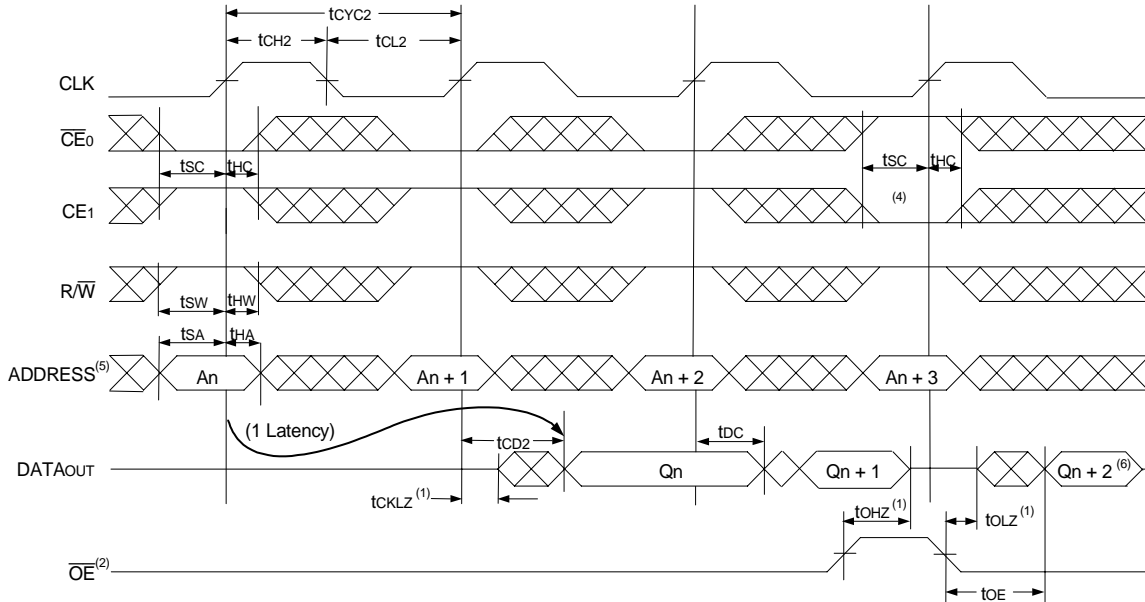 tCYC2
tCH2 tCL2
CLK
CE0
tSC tHC tSC tHC
CE1 (4)
R/W
tSW tHW
tSA tHA
ADDRESS(5) An An + 1 An + 2 An + 3
(1 Latency) tCD2 tDC
DATAOUT Qn Qn + 1 Qn + 2 (6)
tCKLZ (1) tOHZ (1) tOLZ (1)
OE(2)
tOE